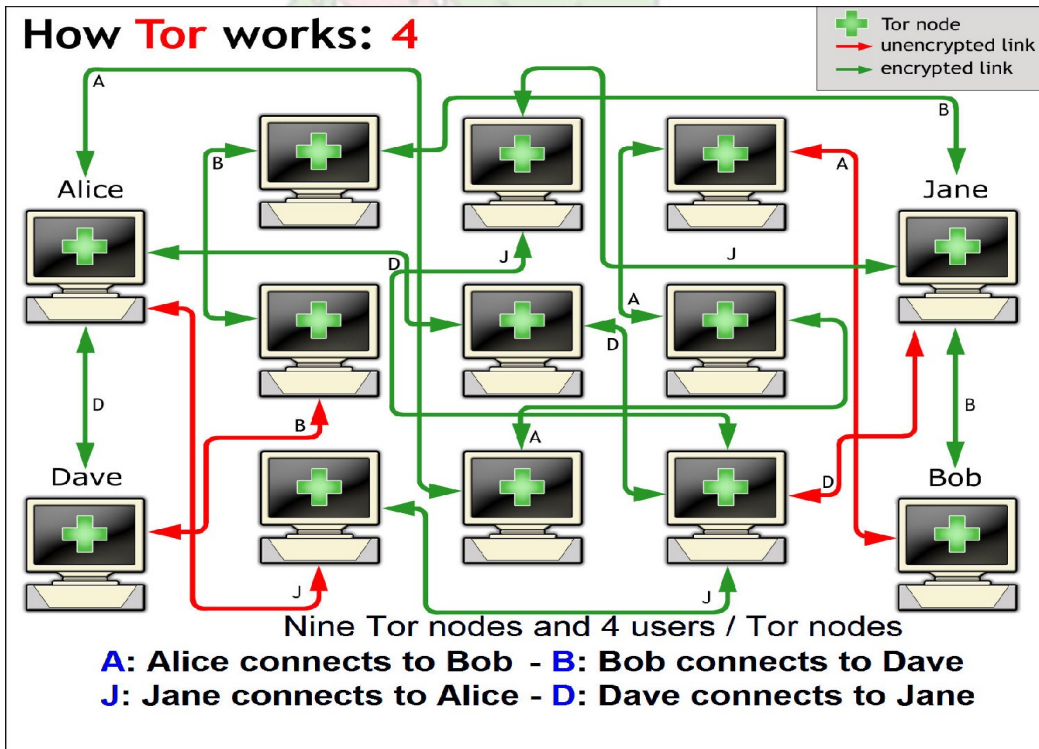 How Tor works: 4
Tor node
unencrypted link
encrypted link
A
B
B
A
Alice
Jane
J
D
J
A
D
D
B
B
A
Dave
Bob
D
J
J
Nine Tor nodes and 4 users / Tor nodes
A: Alice connects to Bob - B: Bob connects to Dave
J: Jane connects to Alice - D: Dave connects to Jane